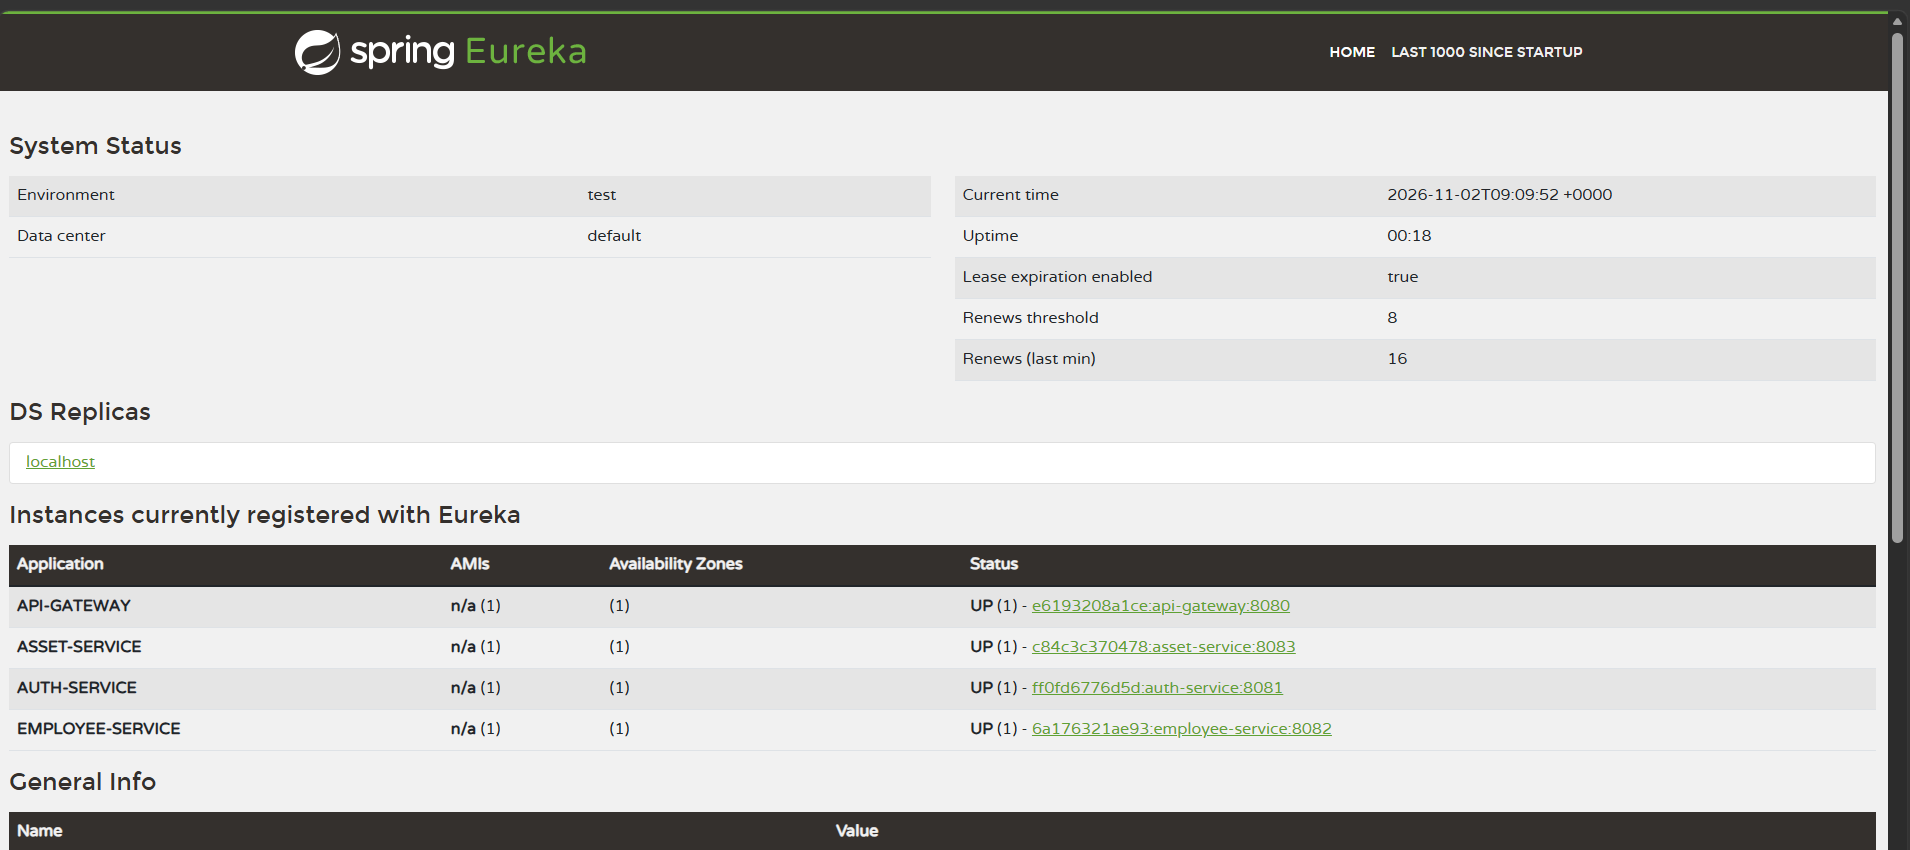 spring Eureka
HOME LAST 1000 SINCE STARTUP
System Status
Environment test
Data center default
Current time 2026-11-02T09:09:52 +0000
Uptime 00:18
Lease expiration enabled true
Renews threshold 8
Renews (last min) 16
DS Replicas
localhost
Instances currently registered with Eureka
Application AMIs Availability Zones Status
API-GATEWAY n/a (1) (1) UP (1) - e6193208a1ce:api-gateway:8080
ASSET-SERVICE n/a (1) (1) UP (1) - c84c3c370478:asset-service:8083
AUTH-SERVICE n/a (1) (1) UP (1) - ff0fd6776d5d:auth-service:8081
EMPLOYEE-SERVICE n/a (1) (1) UP (1) - 6a176321ae93:employee-service:8082
General Info
Name Value